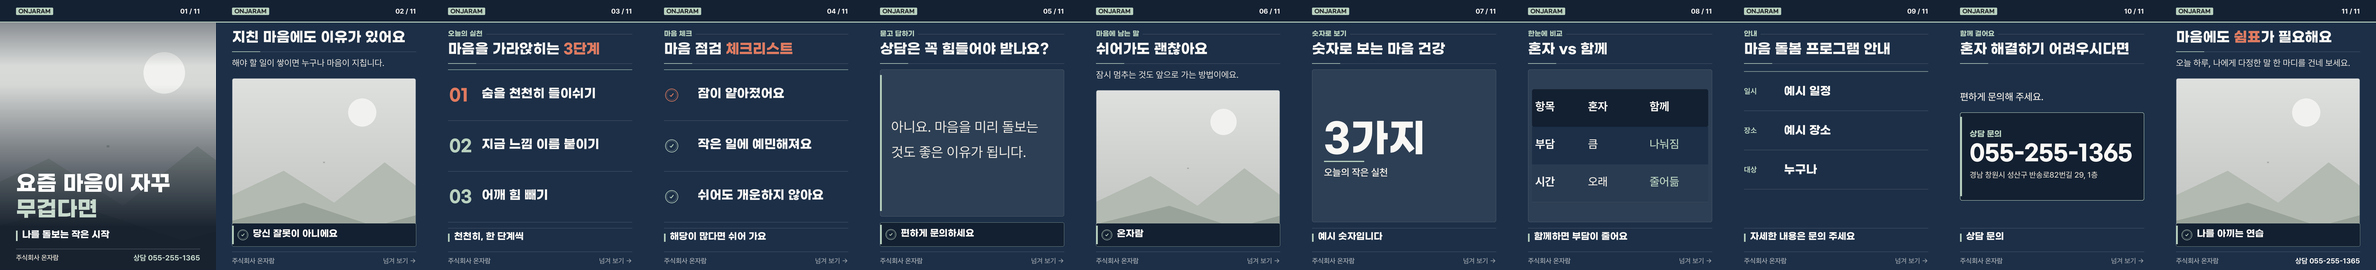 ONJARAM
01 / 11
요즘 마음이 자꾸
무겁다면
나를 돌보는 작은 시작
주식회사 온자람
상담 055-255-1365
ONJARAM
02 / 11
지친 마음에도 이유가 있어요
해야 할 일이 쌓이면 누구나 마음이 지칩니다.
당신 잘못이 아니에요
주식회사 온자람
넘겨 보기 →
ONJARAM
03 / 11
오늘의 실천
마음을 가라앉히는 3단계
01 숨을 천천히 들이쉬기
02 지금 느낌 이름 붙이기
03 어깨 힘 빼기
천천히, 한 단계씩
주식회사 온자람
넘겨 보기 →
ONJARAM
04 / 11
마음 체크
마음 점검 체크리스트
잠이 얕아졌어요
작은 일에 예민해져요
쉬어도 개운하지 않아요
해당이 많다면 쉬어 가요
주식회사 온자람
넘겨 보기 →
ONJARAM
05 / 11
묻고 답하기
상담은 꼭 힘들어야 받나요?
아니요. 마음을 미리 돌보는
것도 좋은 이유가 됩니다.
편하게 문의하세요
주식회사 온자람
넘겨 보기 →
ONJARAM
06 / 11
마음에 남는 말
쉬어가도 괜찮아요
잠시 멈추는 것도 앞으로 가는 방법이에요.
온자람
주식회사 온자람
넘겨 보기 →
ONJARAM
07 / 11
숫자로 보기
숫자로 보는 마음 건강
3가지
오늘의 작은 실천
예시 숫자입니다
주식회사 온자람
넘겨 보기 →
ONJARAM
08 / 11
한눈에 비교
혼자 vs 함께
항목 혼자 함께
부담 큼 나눠짐
시간 오래 줄어듦
함께하면 부담이 줄어요
주식회사 온자람
넘겨 보기 →
ONJARAM
09 / 11
안내
마음 돌봄 프로그램 안내
일시 예시 일정
장소 예시 장소
대상 누구나
자세한 내용은 문의 주세요
주식회사 온자람
넘겨 보기 →
ONJARAM
10 / 11
함께 걸어요
혼자 해결하기 어려우시다면
편하게 문의해 주세요.
상담 문의
055-255-1365
경남 창원시 성산구 반송로82번길 29, 1층
상담 문의
주식회사 온자람
넘겨 보기 →
ONJARAM
11 / 11
마음에도 쉼표가 필요해요
오늘 하루, 나에게 다정한 말 한 마디를 건네 보세요.
나를 아끼는 연습
주식회사 온자람
상담 055-255-1365